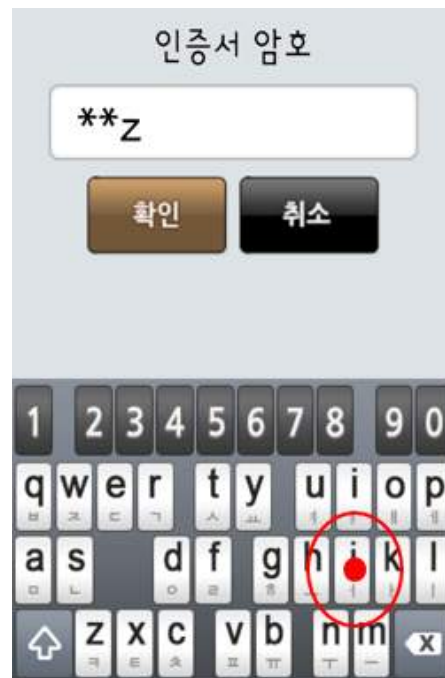 인증서 암호
**z
확인 취소
1 2 3 4 5 6 7 8 9 0
q w e r t y u i o p
ㅂ ㅈ ㄷ ㄱ ㅅ ㅛ ㅕ ㅑ ㅐ ㅔ
a s d f g h j k l
ㅁ ㄴ ㅇ ㄹ ㅎ ㅗ ㅓ ㅏ ㅣ
z x c v b n m
ㅋ ㅌ ㅊ ㅍ ㅠ ㅜ ㅡ